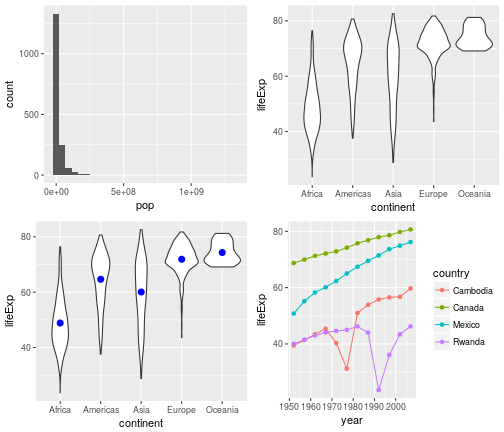 1000
500
0
count
0e+00 5e+08 1e+09
pop
80
60
40
lifeExp
Africa Americas Asia Europe Oceania
continent
80
60
40
lifeExp
Africa Americas Asia Europe Oceania
continent
80
60
40
lifeExp
1950 1960 1970 1980 1990 2000
year
country
Cambodia
Canada
Mexico
Rwanda